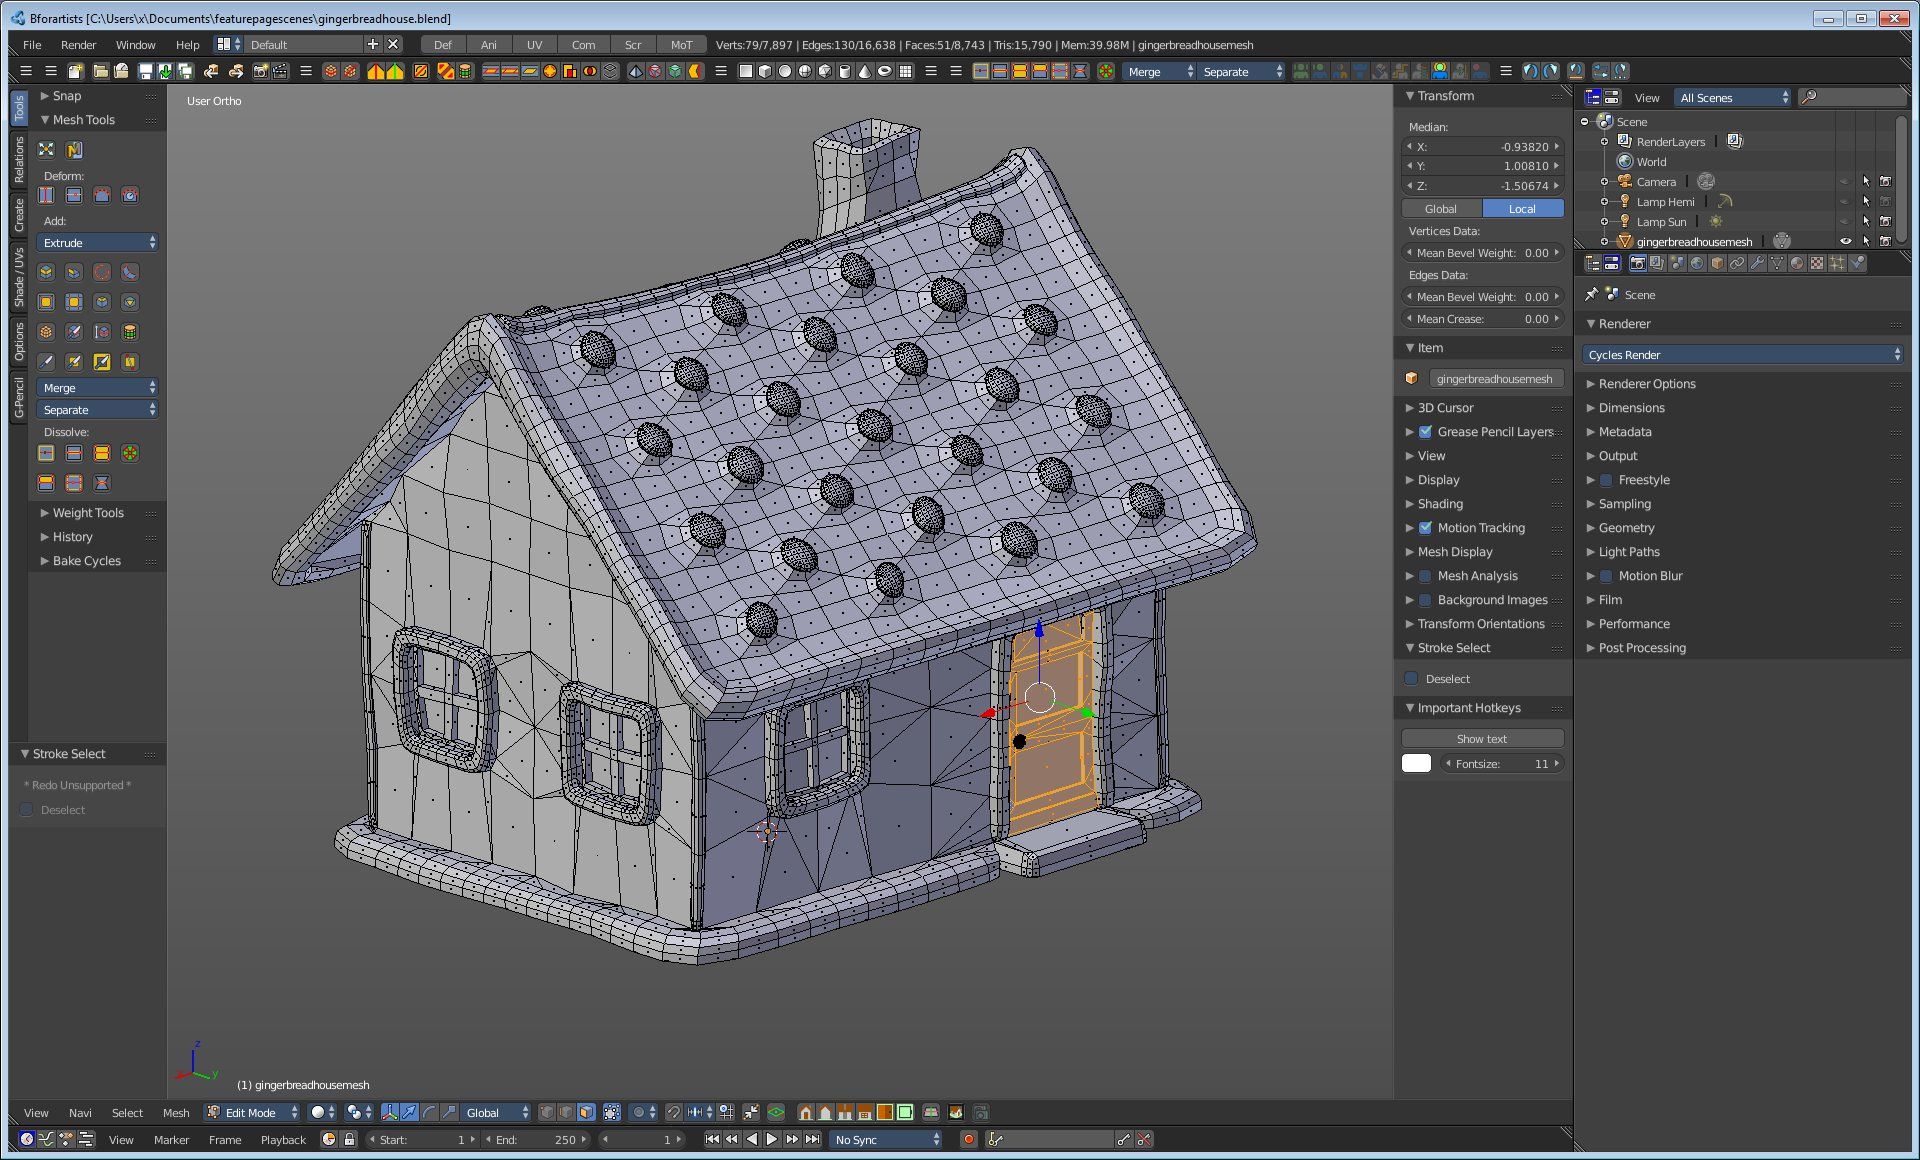 Bforartists [C:\Users\x\Documents\featurepagescenes\gingerbreadhouse.blend]
File Render Window Help Default Def Ani UV Com Scr MoT Verts:79/7,897 | Edges:130/16,638 | Faces:51/8,743 | Tris:15,790 | Mem:39.98M | gingerbreadhousemesh
Merge Separate
Tools
Relations
Create
Shade / UVs
Options
G-Pencil
Snap
Mesh Tools
Deform:
Add:
Extrude
Merge
Separate
Dissolve:
Weight Tools
History
Bake Cycles
Stroke Select
* Redo Unsupported *
Deselect
User Ortho
z
y
(1) gingerbreadhousemesh
Transform
Median:
X: -0.93820
Y: 1.00810
Z: -1.50674
Global Local
Vertices Data:
Mean Bevel Weight: 0.00
Edges Data:
Mean Bevel Weight: 0.00
Mean Crease: 0.00
Item
gingerbreadhousemesh
3D Cursor
Grease Pencil Layers
View
Display
Shading
Motion Tracking
Mesh Display
Mesh Analysis
Background Images
Transform Orientations
Stroke Select
Deselect
Important Hotkeys
Show text
Fontsize: 11
View All Scenes
Scene
RenderLayers
World
Camera
Lamp Hemi
Lamp Sun
gingerbreadhousemesh
Scene
Renderer
Cycles Render
Renderer Options
Dimensions
Metadata
Output
Freestyle
Sampling
Geometry
Light Paths
Motion Blur
Film
Performance
Post Processing
View Navi Select Mesh Edit Mode Global
View Marker Frame Playback Start: 1 End: 250 1 No Sync